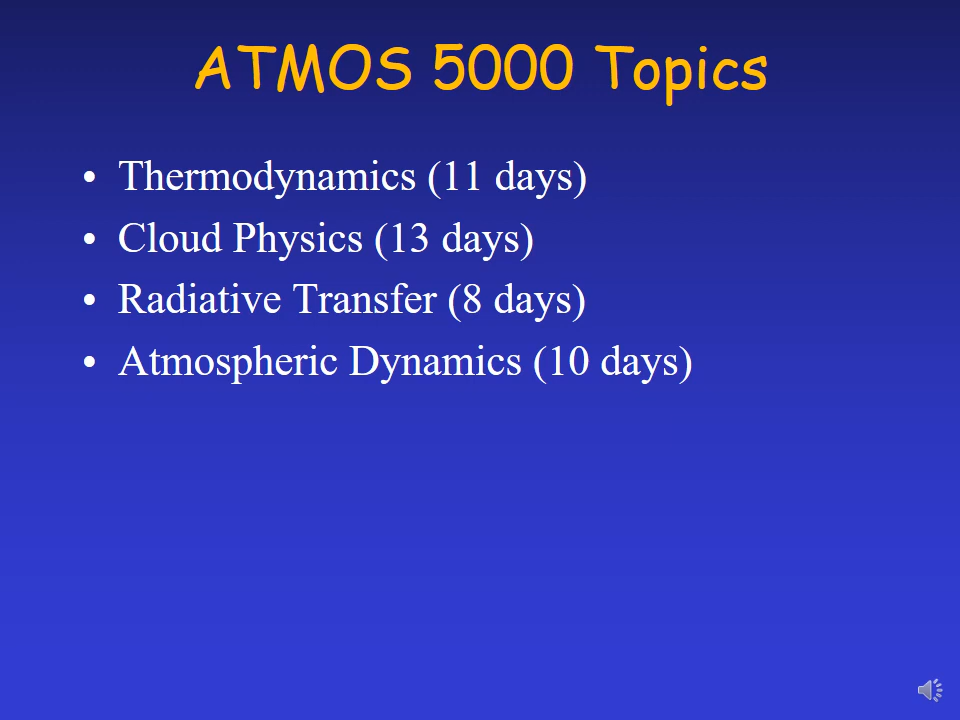 ATMOS 5000 Topics
• Thermodynamics (11 days)
• Cloud Physics (13 days)
• Radiative Transfer (8 days)
• Atmospheric Dynamics (10 days)